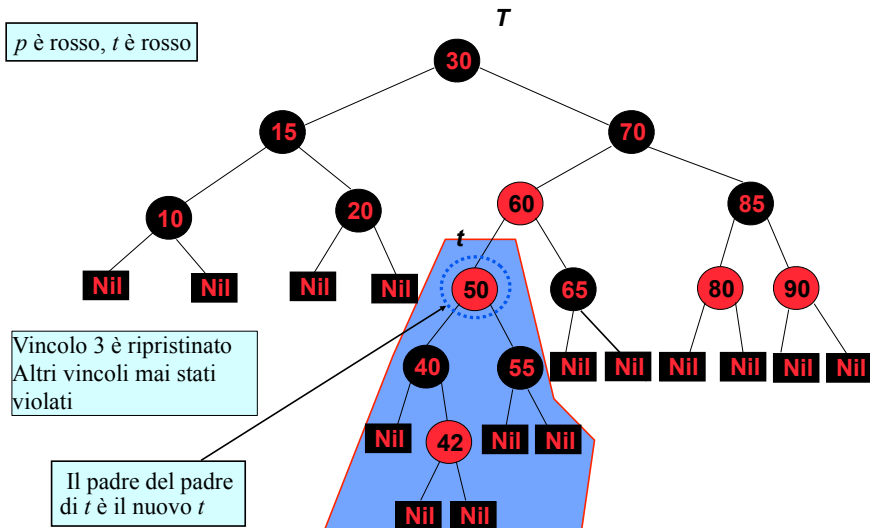 T
p è rosso, t è rosso
30
15
70
10
20
60
85
t
Nil
Nil
Nil
Nil
50
65
80
90
Vincolo 3 è ripristinato
Altri vincoli mai stati
violati
40
55
Nil
Nil
Nil
Nil
Nil
Nil
Nil
42
Nil
Nil
Il padre del padre
di t è il nuovo t
Nil
Nil